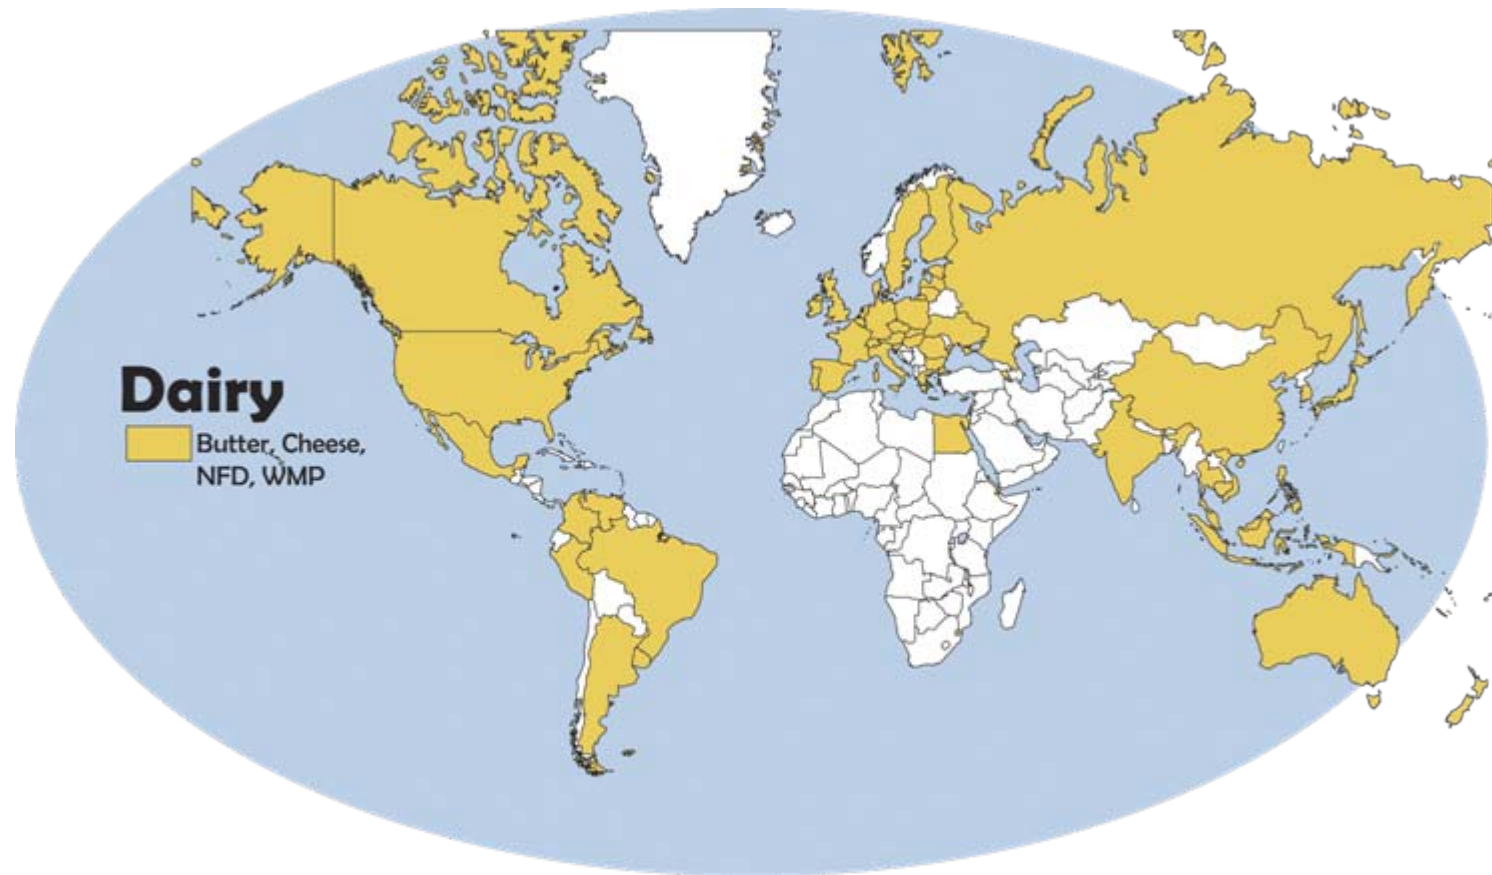 Dairy
Butter, Cheese,
NFD, WMP